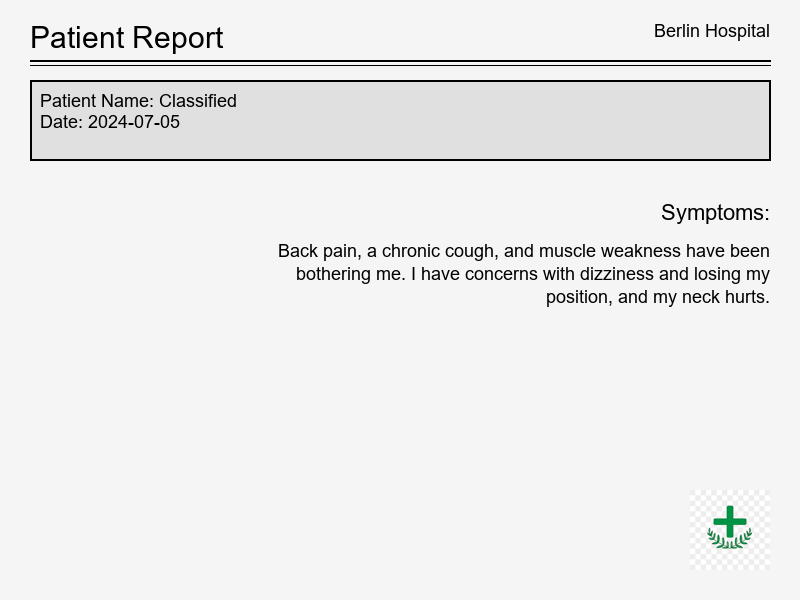 Patient Report
Berlin Hospital
Patient Name: Classified
Date: 2024-07-05
Symptoms:
Back pain, a chronic cough, and muscle weakness have been
bothering me. I have concerns with dizziness and losing my
position, and my neck hurts.